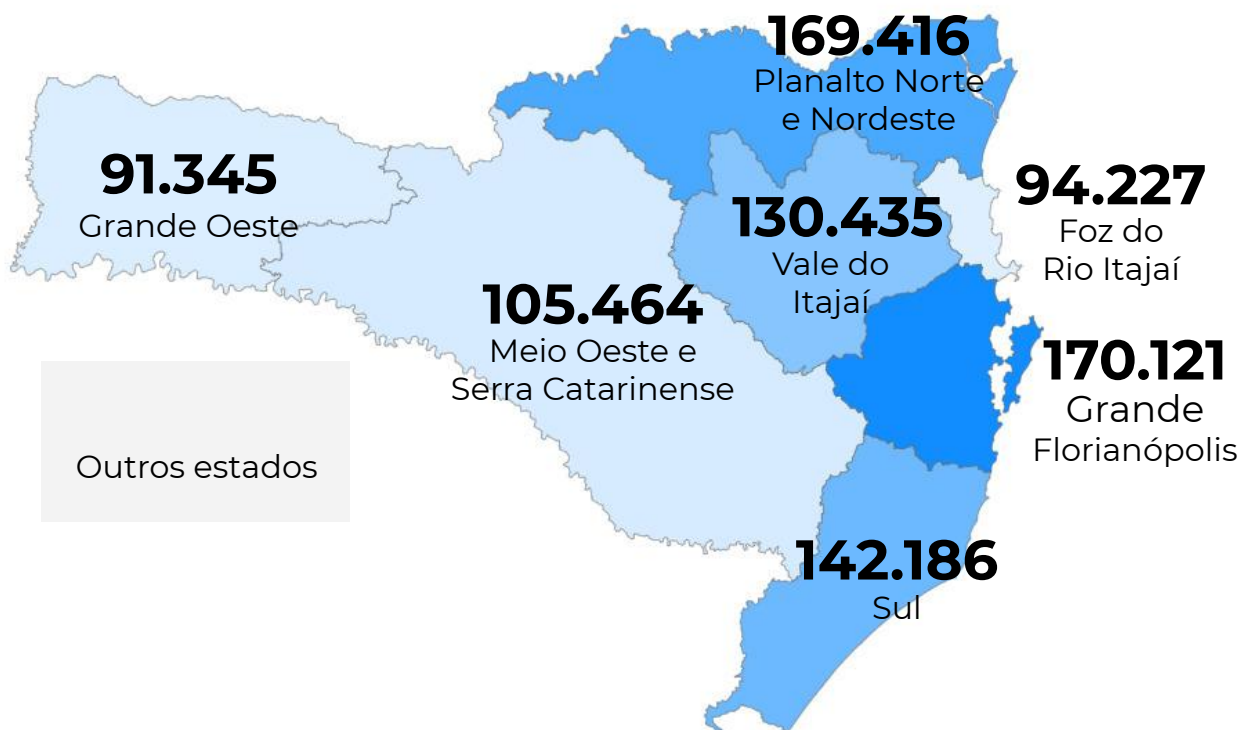 169.416
Planalto Norte
e Nordeste
91.345
Grande Oeste
94.227
Foz do
Rio Itajaí
130.435
Vale do
Itajaí
105.464
Meio Oeste e
Serra Catarinense
170.121
Grande
Florianópolis
Outros estados
142.186
Sul